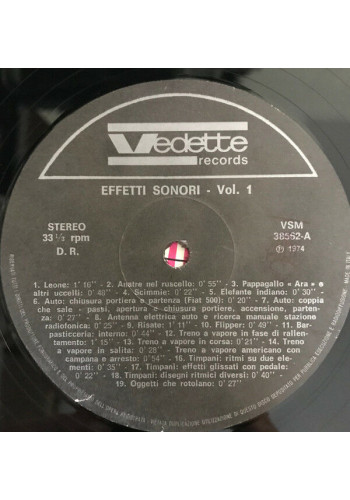 Vedette
records
EFFETTI SONORI - Vol. 1
STEREO
33 1/3 rpm
D. R.
VSM
38562-A
℗ 1974
1. Leone: 1' 16" - 2. Anatre nel ruscello: 0' 55" - 3. Pappagallo « Ara » e
altri uccelli: 0' 48" - 4. Scimmie: 0' 22" - 5. Elefante indiano: 0' 30" -
6. Auto: chiusura portiera e partenza (Fiat 500): 0' 20" - 7. Auto: coppia
che sale - paesi, apertura e chiusura portiere, accensione, parten-
za: 0' 27" - 8. Antenna elettrica auto e ricerca manuale stazione
radiofonica: 0' 25" - 9. Risate: 1' 11" - 10. Flipper: 0' 49" - 11. Bar-
pasticceria, interno: 0' 44" - 12. Treno a vapore in fase di rallen-
tamento: 0' 15" - 13. Treno a vapore in corsa: 0' 21" - 14. Treno
a vapore in salita: 0' 28" - Treno a vapore americano con
campana e arresto: 0' 54" - 16. Timpani: ritmi su due ele-
menti: 0' 35" - 17. Timpani: effetti glissati con pedale:
0' 22" - 18. Timpani: disegni ritmici diversi: 0' 40" -
19. Oggetti che rotolano: 0' 27"